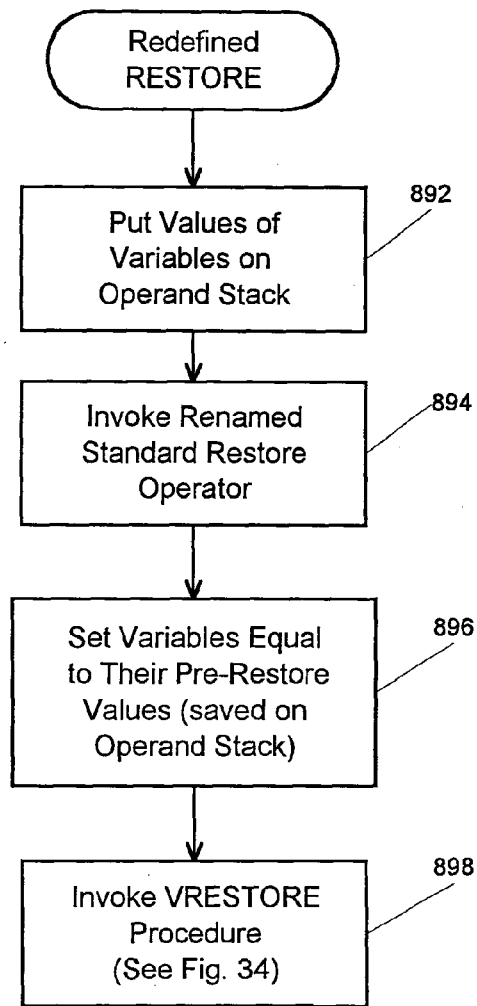 Redefined
RESTORE
892
Put Values of
Variables on
Operand Stack
894
Invoke Renamed
Standard Restore
Operator
896
Set Variables Equal
to Their Pre-Restore
Values (saved on
Operand Stack)
898
Invoke VRESTORE
Procedure
(See Fig. 34)